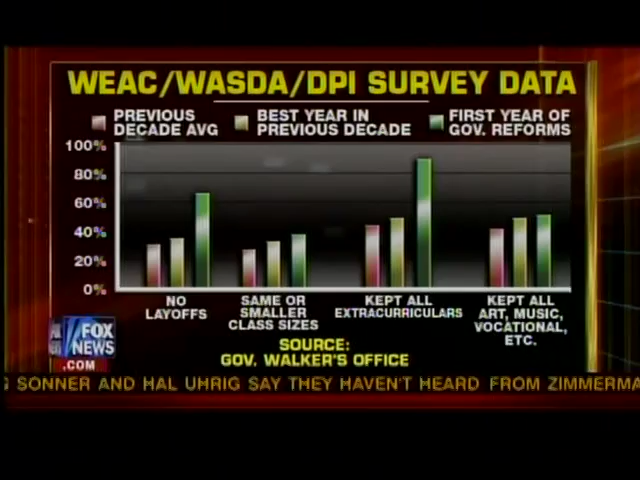 WEAC/WASDA/DPI SURVEY DATA
PREVIOUS
DECADE AVG
BEST YEAR IN
PREVIOUS DECADE
FIRST YEAR OF
GOV. REFORMS
100%
80%
60%
40%
20%
0%
NO
LAYOFFS
SAME OR
SMALLER
CLASS SIZES
KEPT ALL
EXTRACURRICULARS
KEPT ALL
ART, MUSIC,
VOCATIONAL,
ETC.
SOURCE:
GOV. WALKER'S OFFICE
FOX
NEWS
.COM
G SONNER AND HAL UHRIG SAY THEY HAVEN'T HEARD FROM ZIMMERMA